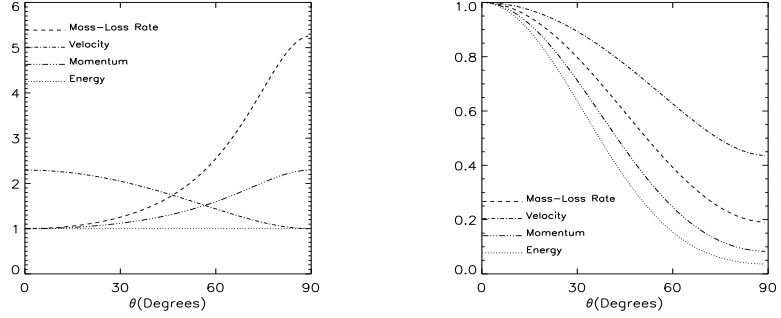 6
5
4
3
2
1
0
Mass-Loss Rate
Velocity
Momentum
Energy
0 30 60 90
θ(Degrees)
1.0
0.8
0.6
0.4
0.2
0.0
Mass-Loss Rate
Velocity
Momentum
Energy
0 30 60 90
θ(Degrees)